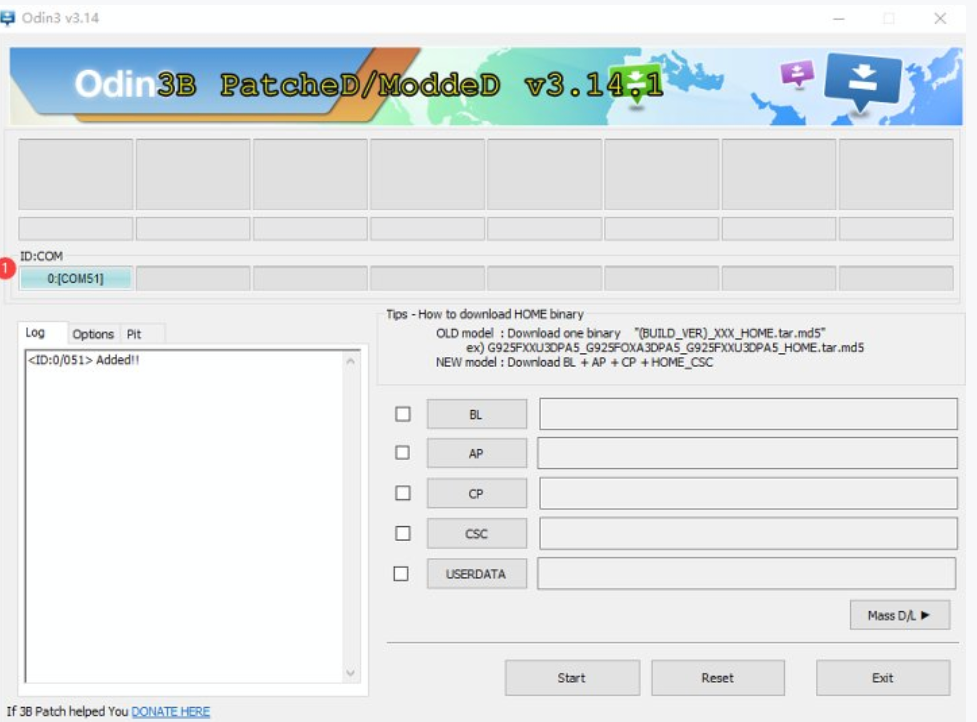 Odin3 v3.14
Odin3B PatcheD/ModdeD v3.14.1
ID:COM
1
0:[COM51]
Log Options Pit
<ID:0/051> Added!!
Tips - How to download HOME binary
OLD model : Download one binary "(BUILD_VER)_XXX_HOME.tar.md5"
ex) G925FXXU3DPA5_G925FOXA3DPA5_G925FXXU3DPA5_HOME.tar.md5
NEW model : Download BL + AP + CP + HOME_CSC
BL
AP
CP
CSC
USERDATA
Mass D/L ►
Start Reset Exit
If 3B Patch helped You DONATE HERE